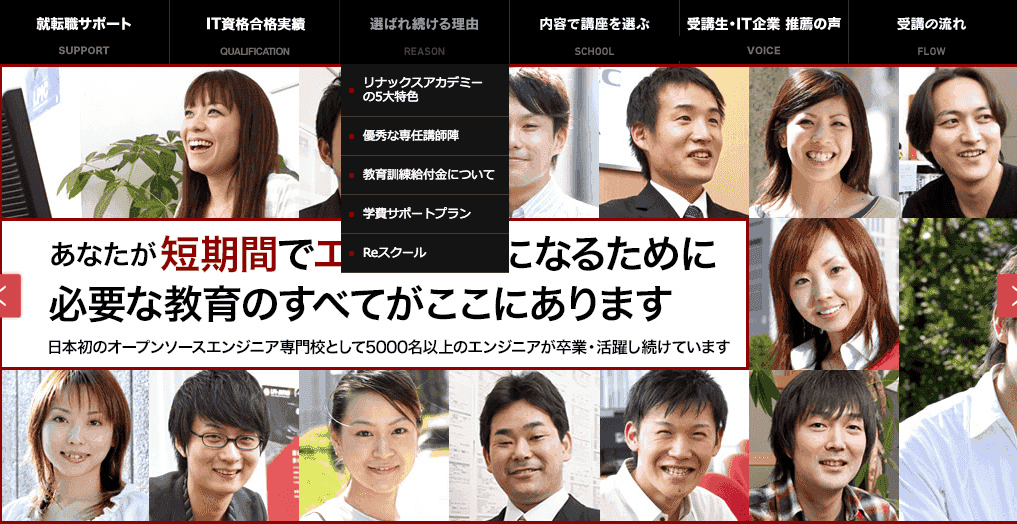 就転職サポート
SUPPORT
IT資格合格実績
QUALIFICATION
選ばれ続ける理由
REASON
内容で講座を選ぶ
SCHOOL
受講生・IT企業 推薦の声
VOICE
受講の流れ
FLOW
リナックスアカデミー
の5大特色
優秀な専任講師陣
教育訓練給付金について
学費サポートプラン
Reスクール
あなたが 短期間でエ になるために
必要な教育のすべてがここにあります
日本初のオープンソースエンジニア専門校として5000名以上のエンジニアが卒業・活躍し続けています